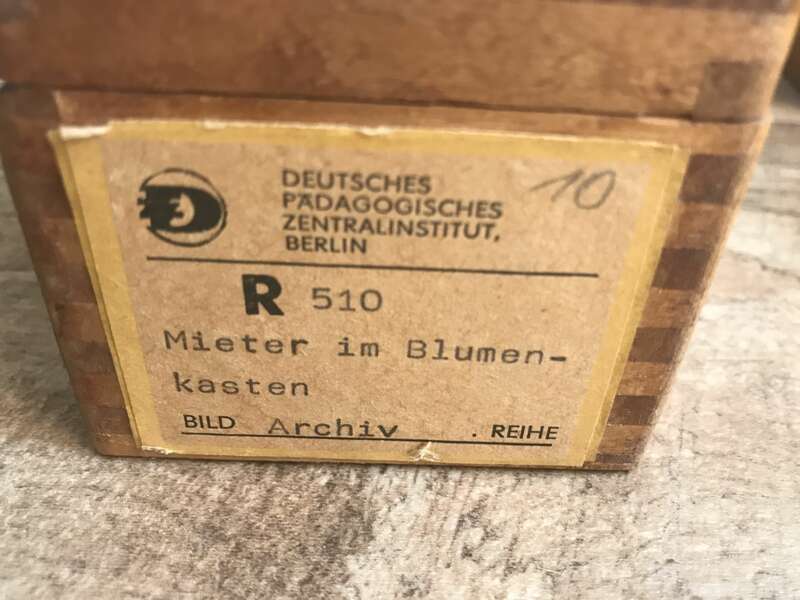 DEUTSCHES
PÄDAGOGISCHES
ZENTRALINSTITUT,
BERLIN
10
R 510
Mieter im Blumen-
kasten
BILD Archiv . REIHE